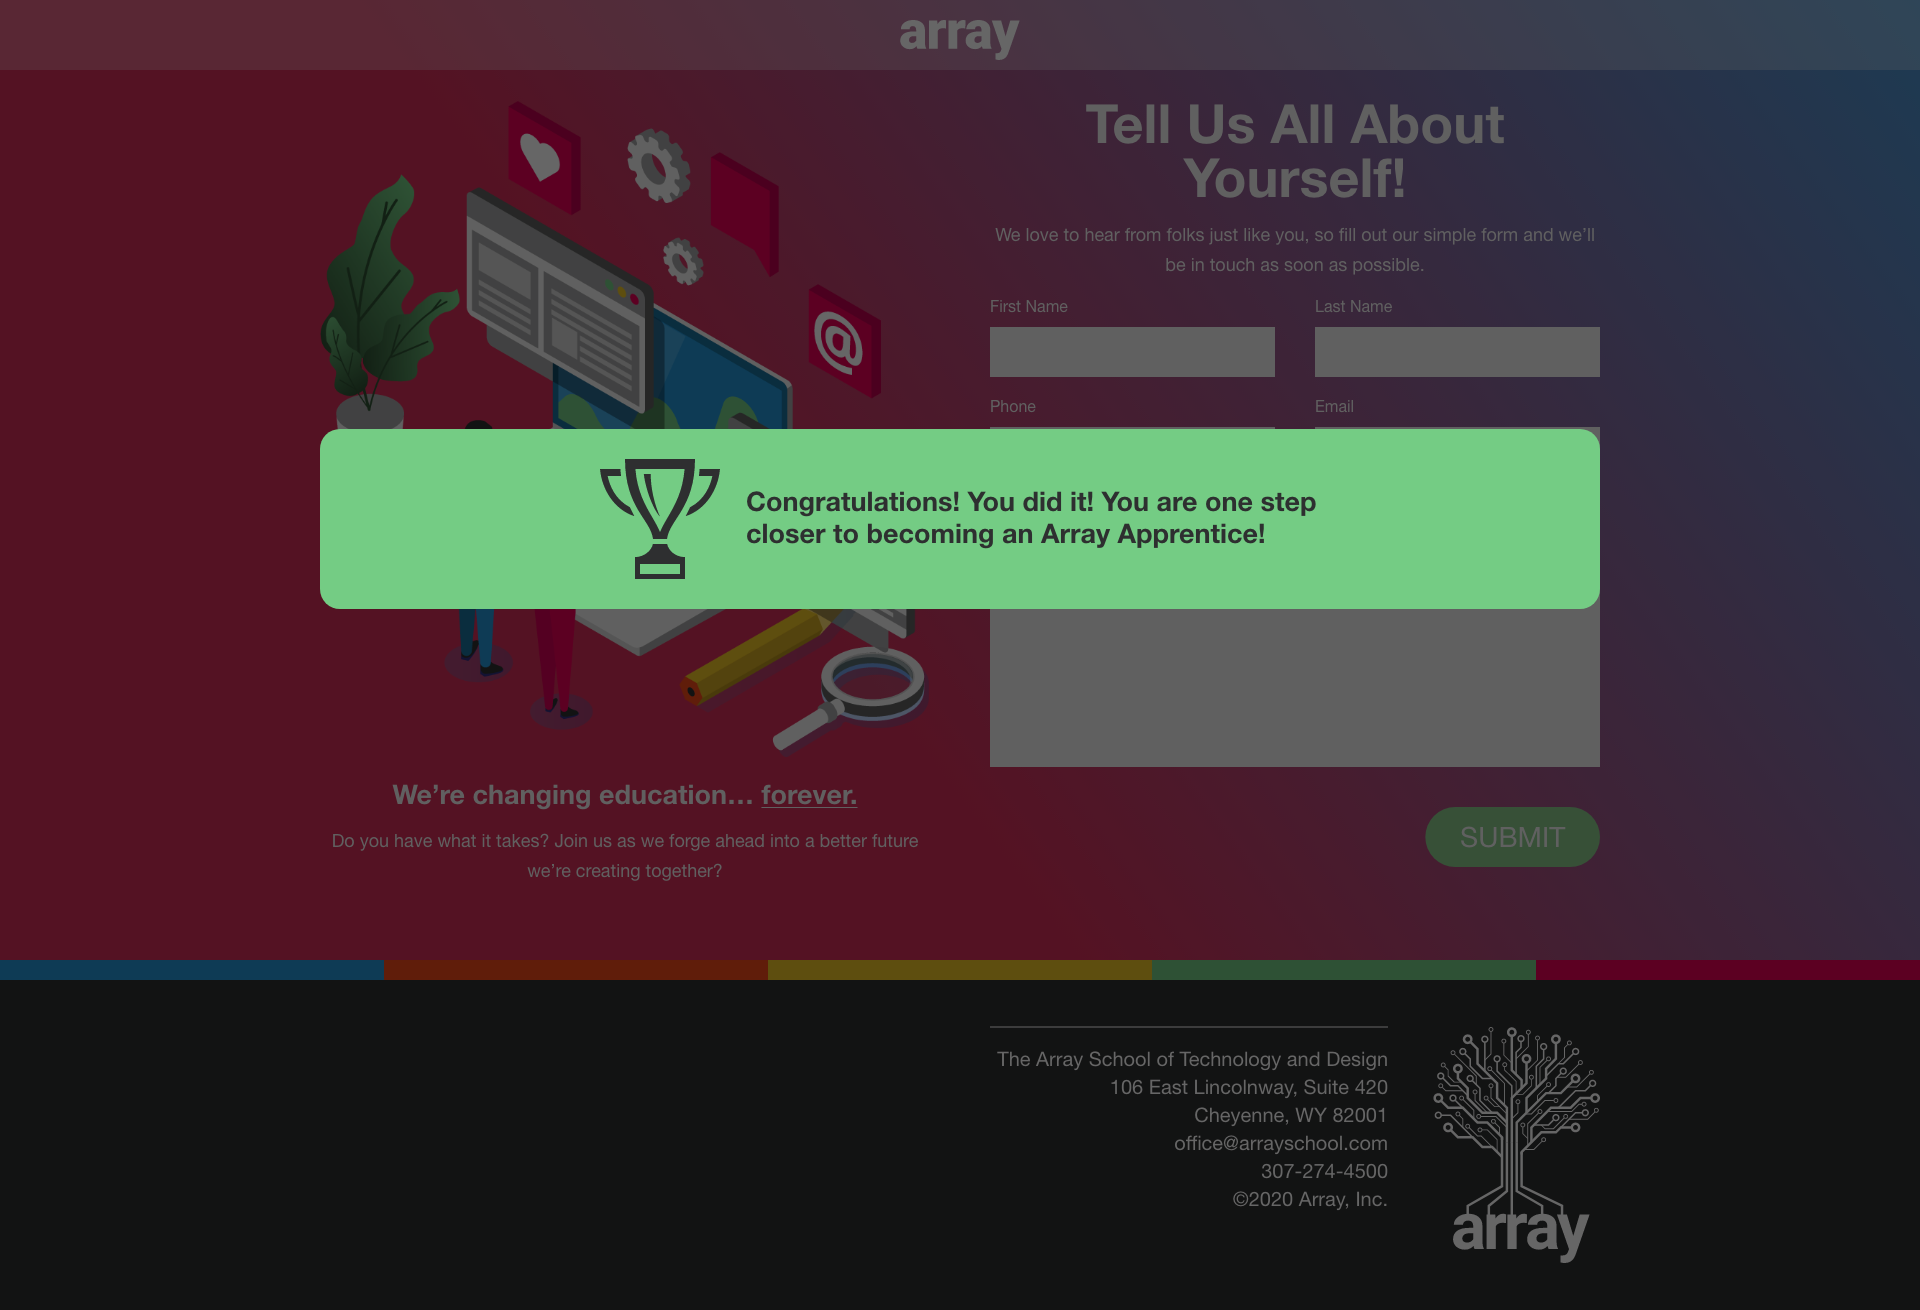 array
Tell Us All About
Yourself!
We love to hear from folks just like you, so fill out our simple form and we’ll
be in touch as soon as possible.
First Name
Last Name
Phone
Email
@
Congratulations! You did it! You are one step
closer to becoming an Array Apprentice!
We’re changing education… forever.
Do you have what it takes? Join us as we forge ahead into a better future
we’re creating together?
SUBMIT
The Array School of Technology and Design
106 East Lincolnway, Suite 420
Cheyenne, WY 82001
office@arrayschool.com
307-274-4500
©2020 Array, Inc.
array